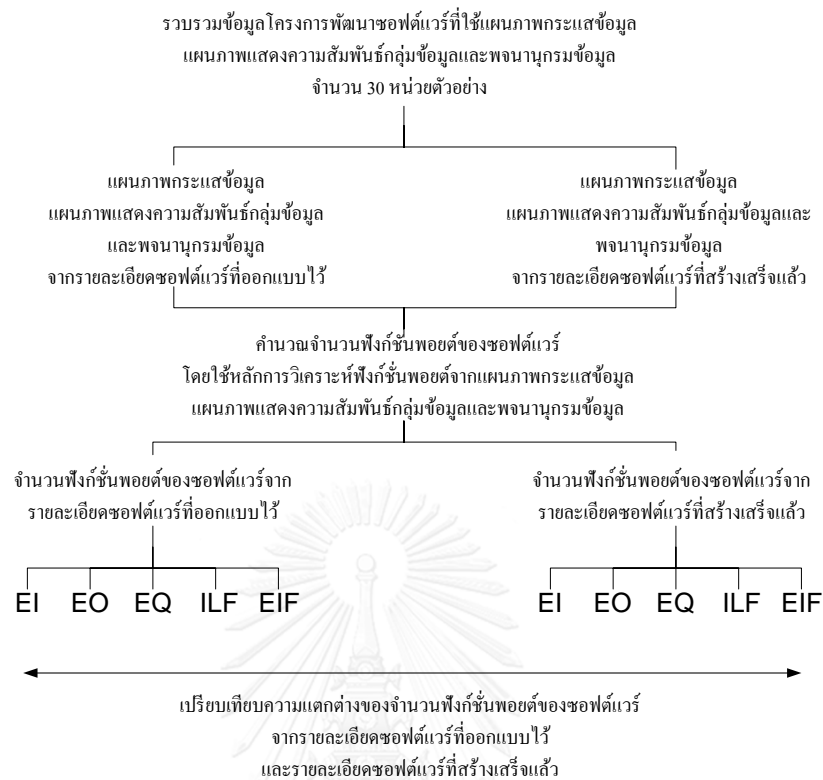 รวบรวมข้อมูลโครงการพัฒนาซอฟต์แวร์ที่ใช้แผนภาพกระแสข้อมูล
แผนภาพแสดงความสัมพันธ์กลุ่มข้อมูลและพจนานุกรมข้อมูล
จำนวน 30 หน่วยตัวอย่าง
แผนภาพกระแสข้อมูล
แผนภาพแสดงความสัมพันธ์กลุ่มข้อมูล
และพจนานุกรมข้อมูล
จากรายละเอียดซอฟต์แวร์ที่ออกแบบไว้
แผนภาพกระแสข้อมูล
แผนภาพแสดงความสัมพันธ์กลุ่มข้อมูลและ
พจนานุกรมข้อมูล
จากรายละเอียดซอฟต์แวร์ที่สร้างเสร็จแล้ว
คำนวณจำนวนฟังก์ชันพอยต์ของซอฟต์แวร์
โดยใช้หลักการวิเคราะห์ฟังก์ชั่นพอยต์จากแผนภาพกระแสข้อมูล
แผนภาพแสดงความสัมพันธ์กลุ่มข้อมูลและพจนานุกรมข้อมูล
จำนวนฟังก์ชั่นพอยต์ของซอฟต์แวร์จาก
รายละเอียดซอฟต์แวร์ที่ออกแบบไว้
จำนวนฟังก์ชั่นพอยต์ของซอฟต์แวร์จาก
รายละเอียดซอฟต์แวร์ที่สร้างเสร็จแล้ว
EI EO EQ ILF EIF
EI EO EQ ILF EIF
เปรียบเทียบความแตกต่างของจำนวนฟังก์ชั่นพอยต์ของซอฟต์แวร์
จากรายละเอียดซอฟต์แวร์ที่ออกแบบไว้
และรายละเอียดซอฟต์แวร์ที่สร้างเสร็จแล้ว